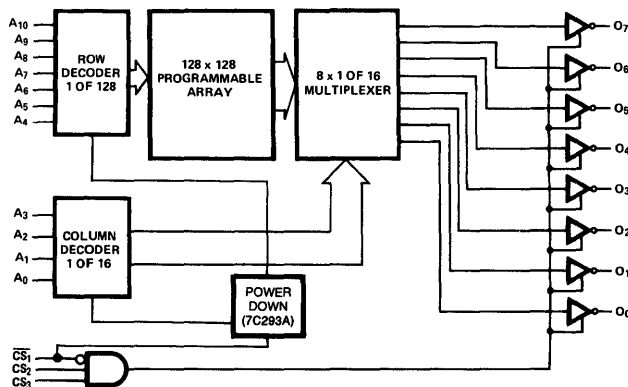 A10
A9
A8
A7
A6
A5
A4
ROW
DECODER
1 OF 128
128 x 128
PROGRAMMABLE
ARRAY
8 x 1 OF 16
MULTIPLEXER
O7
O6
O5
O4
O3
O2
O1
O0
A3
A2
A1
A0
COLUMN
DECODER
1 OF 16
POWER
DOWN
(7C293A)
C̅S̅1
CS2
CS3